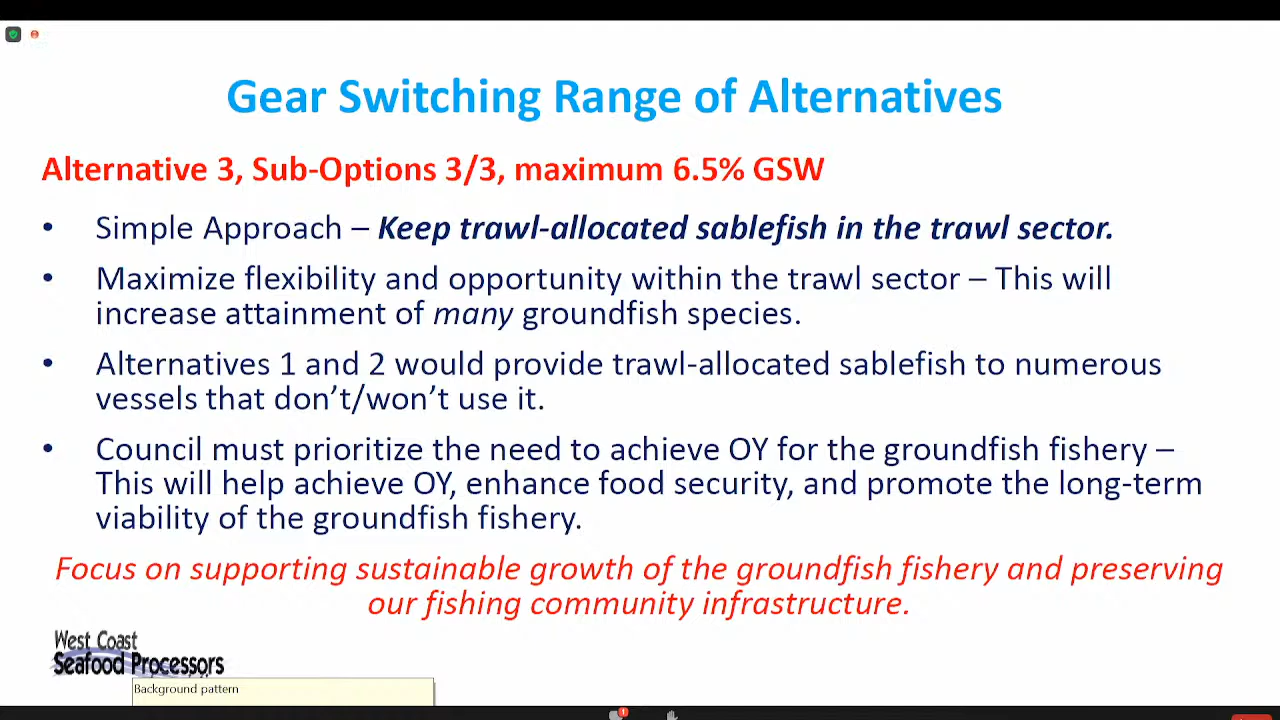 Gear Switching Range of Alternatives
Alternative 3, Sub-Options 3/3, maximum 6.5% GSW
• Simple Approach – Keep trawl-allocated sablefish in the trawl sector.
• Maximize flexibility and opportunity within the trawl sector – This will
increase attainment of many groundfish species.
• Alternatives 1 and 2 would provide trawl-allocated sablefish to numerous
vessels that don’t/won’t use it.
• Council must prioritize the need to achieve OY for the groundfish fishery –
This will help achieve OY, enhance food security, and promote the long-term
viability of the groundfish fishery.
Focus on supporting sustainable growth of the groundfish fishery and preserving
our fishing community infrastructure.
West Coast
Seafood Processors
Background pattern
1